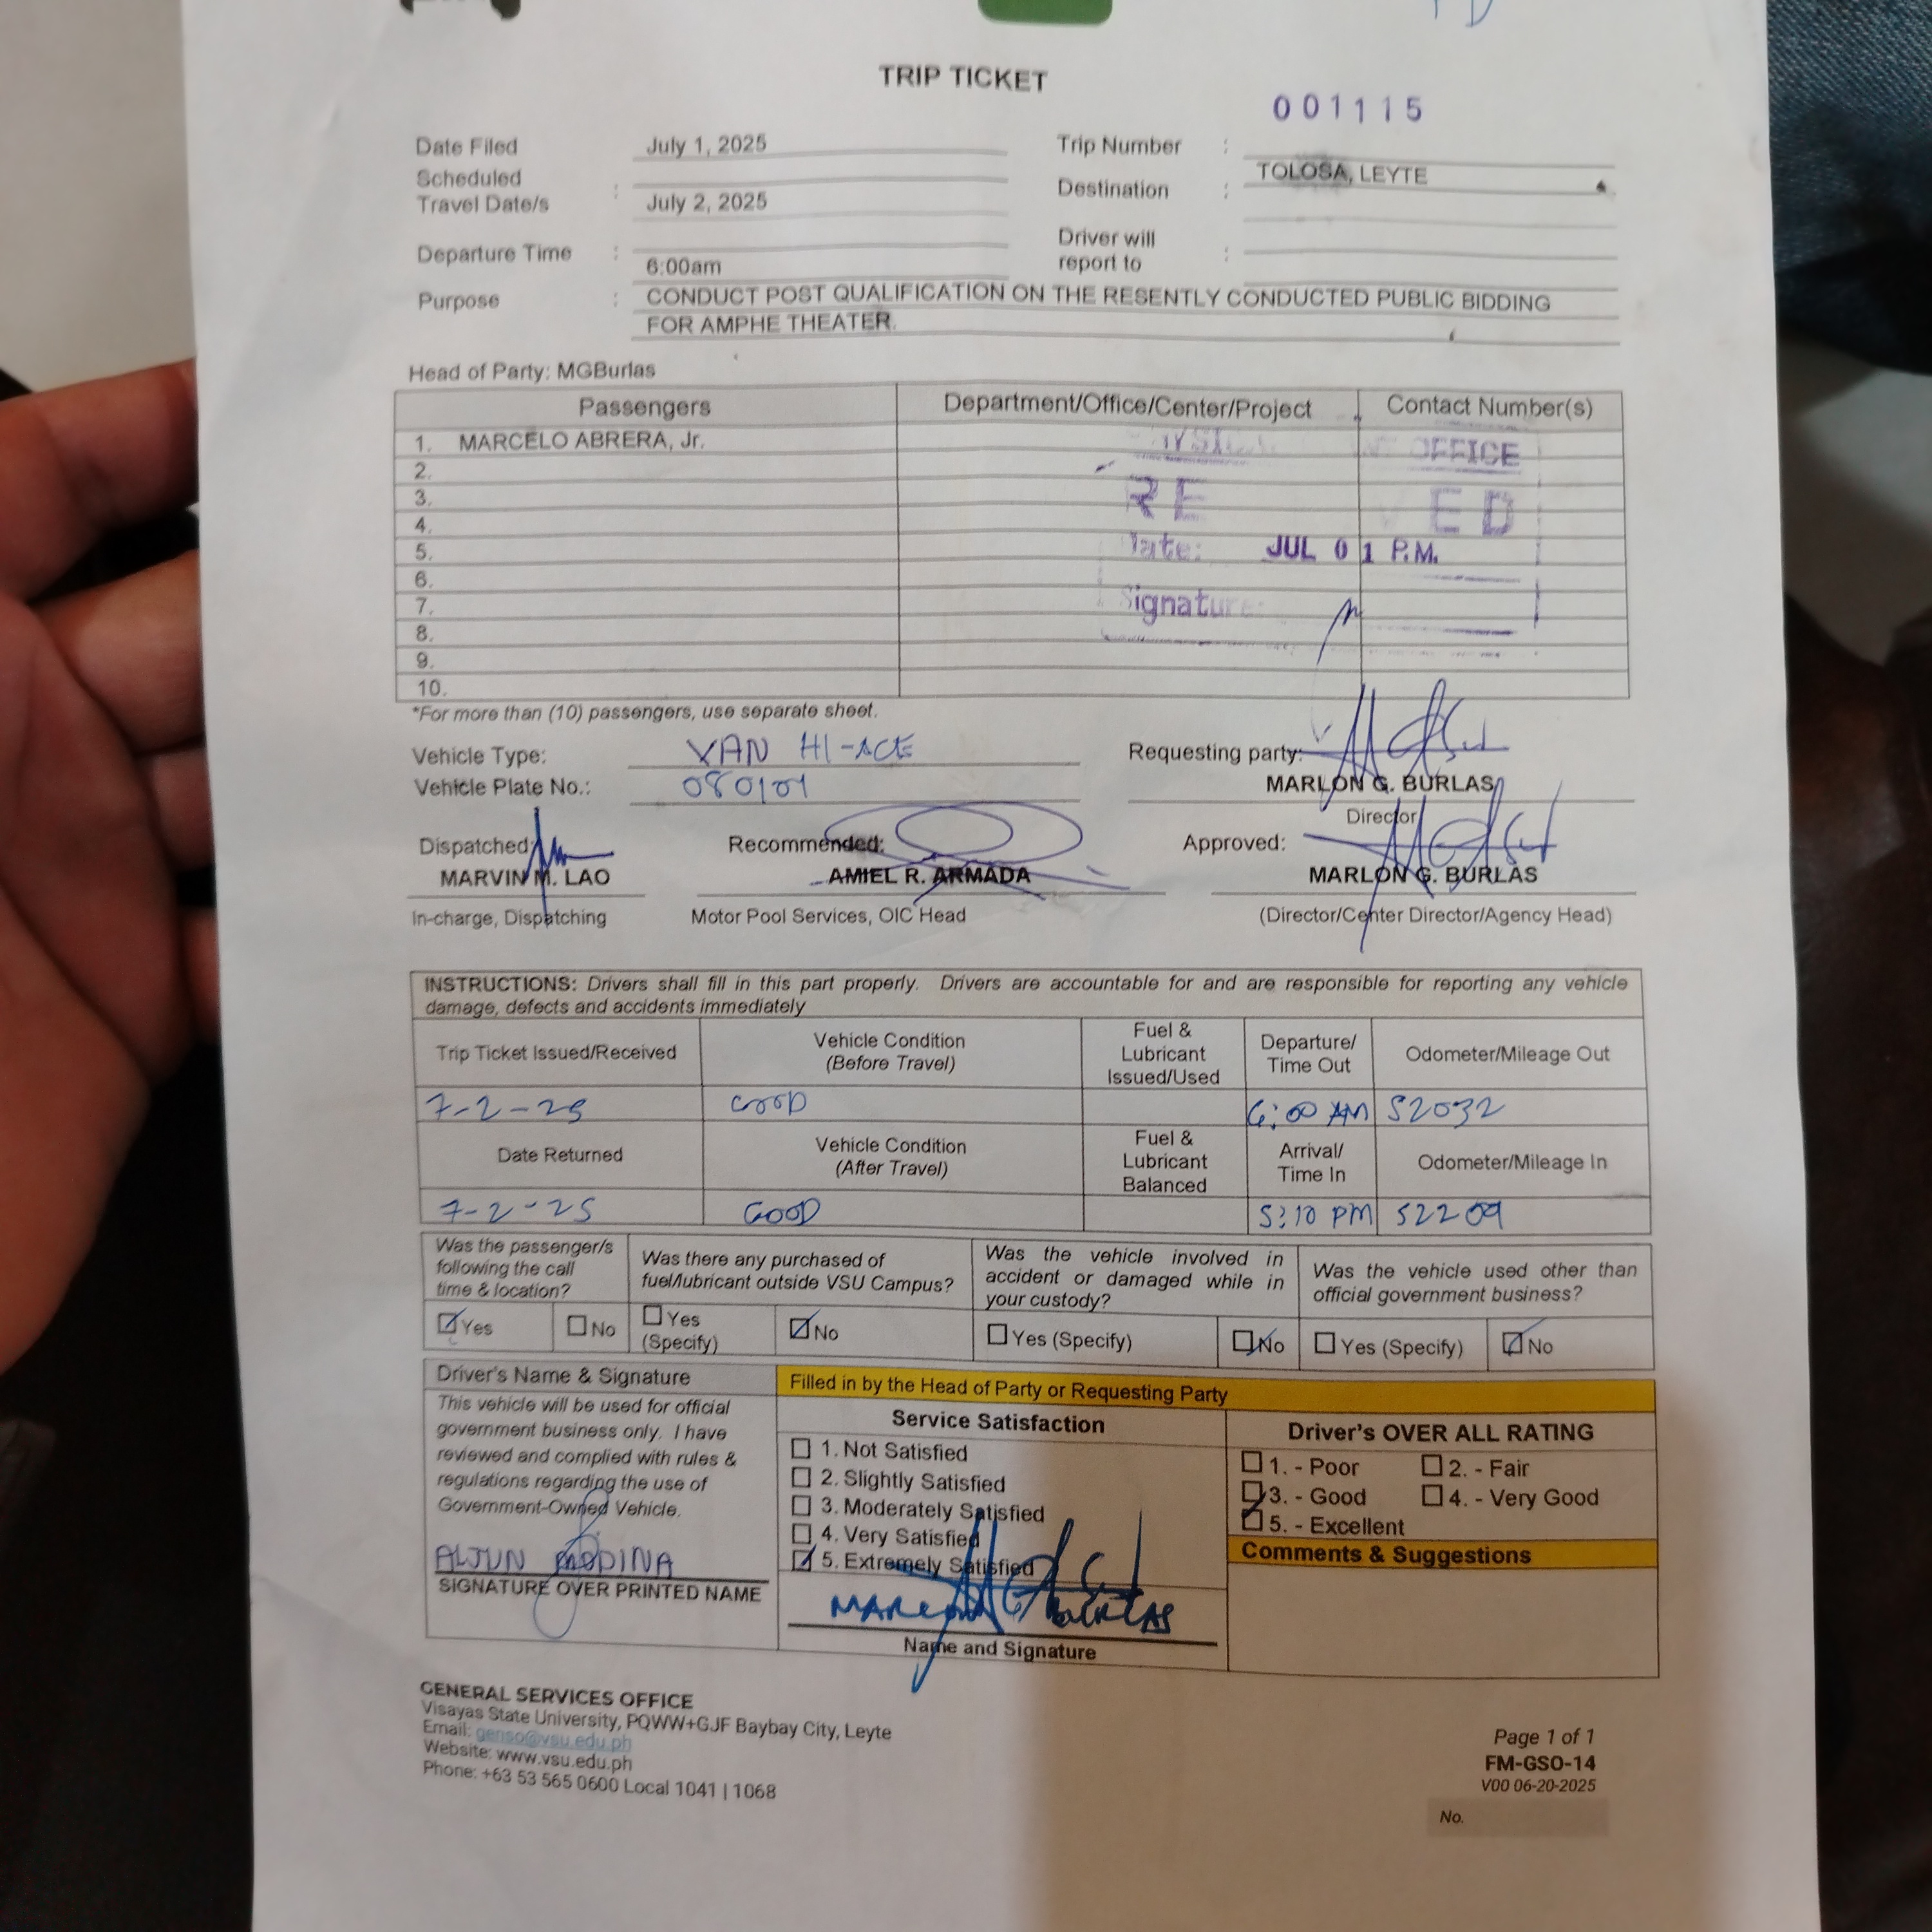 TRIP TICKET
001115
Date Filed July 1, 2025 Trip Number :
Scheduled Travel Date/s : July 2, 2025 Destination : TOLOSA, LEYTE
Departure Time : 6:00am Driver will report to :
Purpose : CONDUCT POST QUALIFICATION ON THE RESENTLY CONDUCTED PUBLIC BIDDING
FOR AMPHE THEATER.
Head of Party: MGBurlas
Passengers Department/Office/Center/Project Contact Number(s)
1. MARCELO ABRERA, Jr.
2.
3.
4.
5.
6.
7.
8.
9.
10.
OFFICE
Date: JUL 01 P.M.
Signature:
*For more than (10) passengers, use separate sheet.
Vehicle Type: VAN HI-ACE Requesting party:
Vehicle Plate No.: 080101 MARLON G. BURLAS
Director
Dispatched: Recommended: Approved:
MARVIN M. LAO AMIEL R. ARMADA MARLON G. BURLAS
In-charge, Dispatching Motor Pool Services, OIC Head (Director/Center Director/Agency Head)
INSTRUCTIONS: Drivers shall fill in this part properly. Drivers are accountable for and are responsible for reporting any vehicle
damage, defects and accidents immediately
Trip Ticket Issued/Received Vehicle Condition (Before Travel) Fuel & Lubricant Issued/Used Departure/ Time Out Odometer/Mileage Out
7-2-25 GOOD 6:00 AM 52032
Date Returned Vehicle Condition (After Travel) Fuel & Lubricant Balanced Arrival/ Time In Odometer/Mileage In
7-2-25 GOOD 5:10 PM 52209
Was the passenger/s following the call time & location? Was there any purchased of fuel/lubricant outside VSU Campus? Was the vehicle involved in accident or damaged while in your custody? Was the vehicle used other than official government business?
Yes No Yes (Specify) No Yes (Specify) No Yes (Specify) No
Driver's Name & Signature
This vehicle will be used for official
government business only. I have
reviewed and complied with rules &
regulations regarding the use of
Government-Owned Vehicle.
ALJUN MODINA
SIGNATURE OVER PRINTED NAME
Filled in by the Head of Party or Requesting Party
Service Satisfaction
1. Not Satisfied
2. Slightly Satisfied
3. Moderately Satisfied
4. Very Satisfied
5. Extremely Satisfied
MARLON G BURLAS
Name and Signature
Driver's OVER ALL RATING
1. - Poor 2. - Fair
3. - Good 4. - Very Good
5. - Excellent
Comments & Suggestions
GENERAL SERVICES OFFICE
Visayas State University, PQWW+GJF Baybay City, Leyte
Email: genso@vsu.edu.ph
Website: www.vsu.edu.ph
Phone: +63 53 565 0600 Local 1041 | 1068
Page 1 of 1
FM-GSO-14
V00 06-20-2025
No.